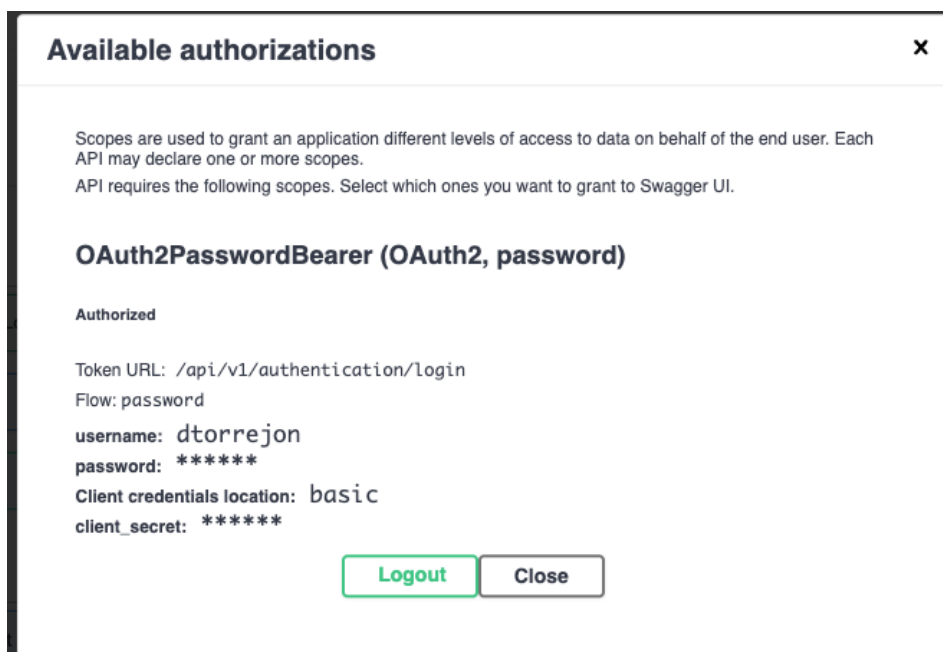 Available authorizations
Scopes are used to grant an application different levels of access to data on behalf of the end user. Each
API may declare one or more scopes.
API requires the following scopes. Select which ones you want to grant to Swagger UI.
OAuth2PasswordBearer (OAuth2, password)
Authorized
Token URL: /api/v1/authentication/login
Flow: password
username: dtorrejon
password: ******
Client credentials location: basic
client_secret: ******
Logout Close